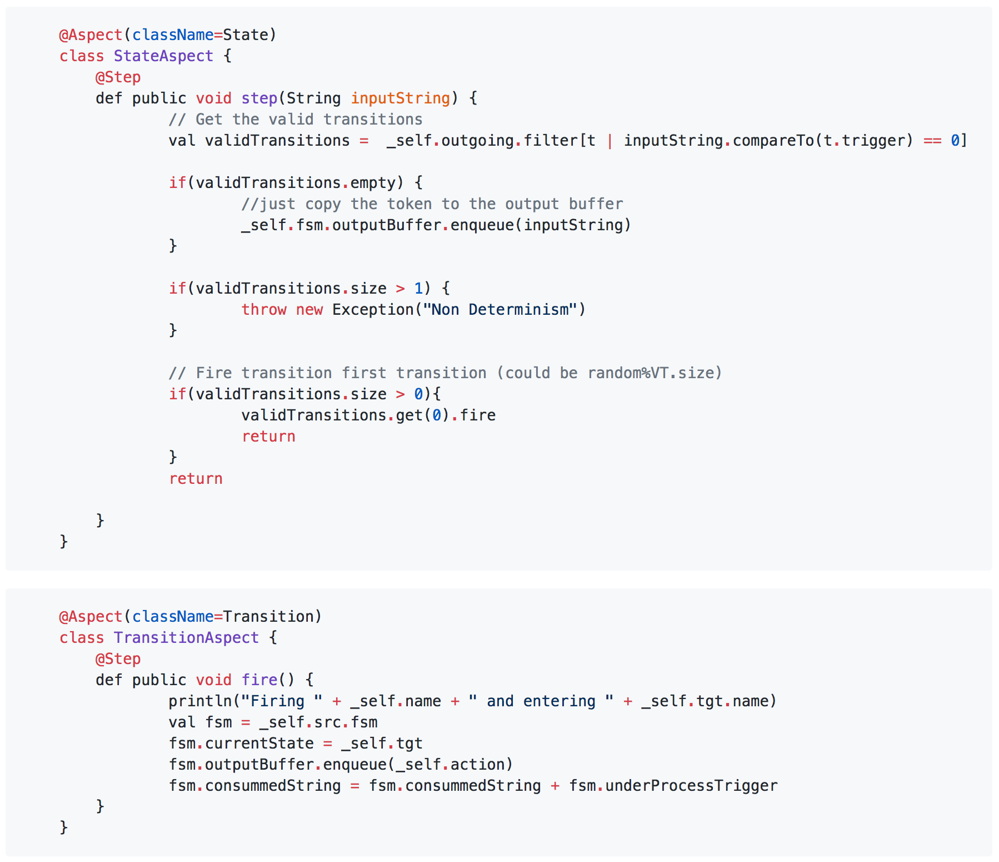 @Aspect(className=State)
class StateAspect {
@Step
def public void step(String inputString) {
// Get the valid transitions
val validTransitions =  _self.outgoing.filter[t | inputString.compareTo(t.trigger) == 0]
if(validTransitions.empty) {
//just copy the token to the output buffer
_self.fsm.outputBuffer.enqueue(inputString)
}
if(validTransitions.size > 1) {
throw new Exception("Non Determinism")
}
// Fire transition first transition (could be random%VT.size)
if(validTransitions.size > 0){
validTransitions.get(0).fire
return
}
return
}
}
@Aspect(className=Transition)
class TransitionAspect {
@Step
def public void fire() {
println("Firing " + _self.name + " and entering " + _self.tgt.name)
val fsm = _self.src.fsm
fsm.currentState = _self.tgt
fsm.outputBuffer.enqueue(_self.action)
fsm.consummedString = fsm.consummedString + fsm.underProcessTrigger
}
}